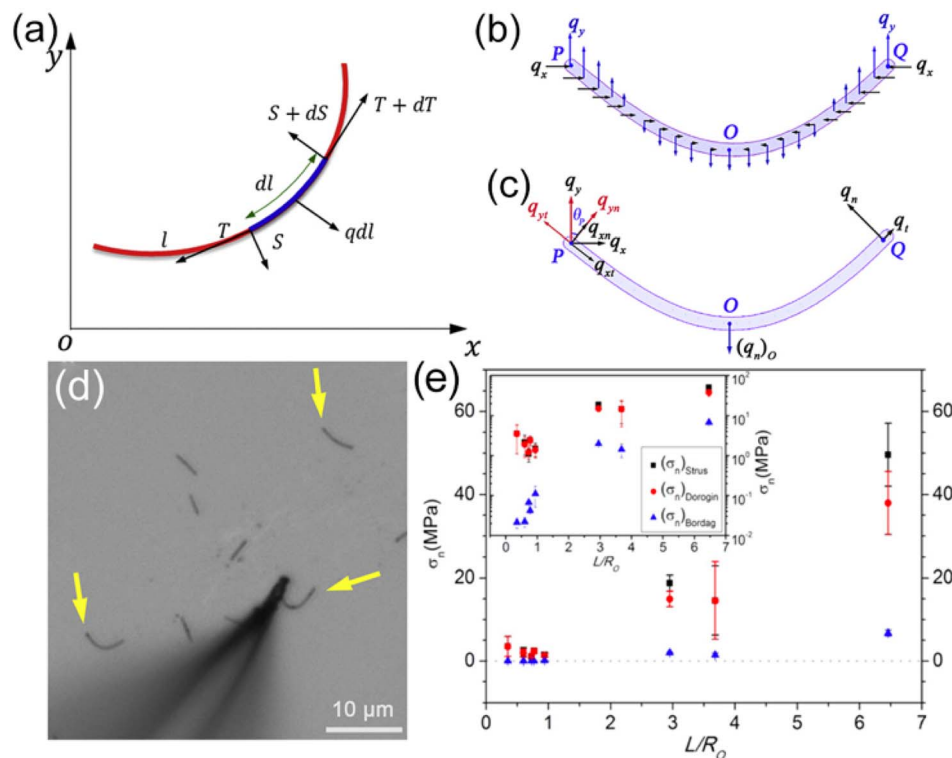 (a)
y
S + dS
T + dT
dl
l
T
S
qdl
o
x
(b)
q_y
q_y
P
Q
q_x
q_x
O
(c)
q_y
q_yt
θ_P
q_yn
q_n
q_xn
q_x
q_t
P
Q
q_xt
O
(q_n)_O
(d)
10 μm
(e)
σ_n(MPa)
60
40
20
0
0 1 2 3 4 5 6 7
L/R_O
60
40
20
0
10^2
10^1
10^0
10^-1
10^-2
σ_n(MPa)
(σ_n)_Strus
(σ_n)_Dorogin
(σ_n)_Bordag
0 1 2 3 4 5 6 7
L/R_O